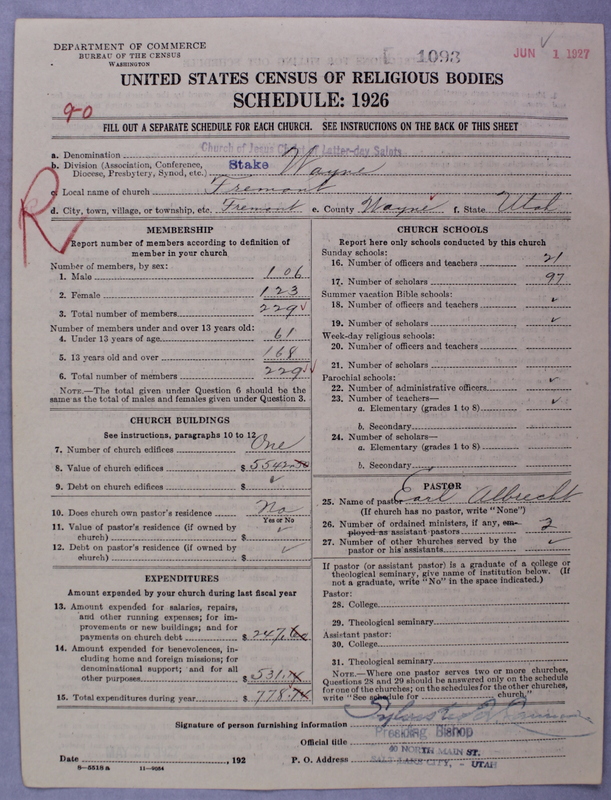 DEPARTMENT OF COMMERCE
BUREAU OF THE CENSUS
WASHINGTON
1093
JUN 1 1927
UNITED STATES CENSUS OF RELIGIOUS BODIES
SCHEDULE: 1926
90
FILL OUT A SEPARATE SCHEDULE FOR EACH CHURCH. SEE INSTRUCTIONS ON THE BACK OF THIS SHEET
a. Denomination Church of Jesus Christ of Latter-day Saints
b. Division (Association, Conference, Diocese, Presbytery, Synod, etc.) Stake Wayne
c. Local name of church Fremont
d. City, town, village, or township, etc. Fremont e. County Wayne f. State Utah
R
MEMBERSHIP
Report number of members according to definition of member in your church
Number of members, by sex:
1. Male 106
2. Female 123
3. Total number of members 229
Number of members under and over 13 years old:
4. Under 13 years of age 61
5. 13 years old and over 168
6. Total number of members 229
NOTE.—The total given under Question 6 should be the same as the total of males and females given under Question 3.
CHURCH BUILDINGS
See instructions, paragraphs 10 to 12
7. Number of church edifices One
8. Value of church edifices $ 5542.50
9. Debt on church edifices $
10. Does church own pastor's residence? No
Yes or No
11. Value of pastor's residence (if owned by church) $
12. Debt on pastor's residence (if owned by church) $
EXPENDITURES
Amount expended by your church during last fiscal year
13. Amount expended for salaries, repairs, and other running expenses; for improvements or new buildings; and for payments on church debt $ 247.00
14. Amount expended for benevolences, including home and foreign missions; for denominational support; and for all other purposes $ 531.
15. Total expenditures during year $ 778.
CHURCH SCHOOLS
Report here only schools conducted by this church
Sunday schools:
16. Number of officers and teachers 21
17. Number of scholars 97
Summer vacation Bible schools:
18. Number of officers and teachers
19. Number of scholars
Week-day religious schools:
20. Number of officers and teachers
21. Number of scholars
Parochial schools:
22. Number of administrative officers
23. Number of teachers—
a. Elementary (grades 1 to 8)
b. Secondary
24. Number of scholars—
a. Elementary (grades 1 to 8)
b. Secondary
PASTOR
25. Name of pastor Earl Albrecht
(If church has no pastor, write "None")
26. Number of ordained ministers, if any, employed as assistant pastors 2
27. Number of other churches served by the pastor or his assistants
If pastor (or assistant pastor) is a graduate of a college or theological seminary, give name of institution below. (If not a graduate, write "No" in the space indicated.)
Pastor:
28. College
29. Theological seminary
Assistant pastor:
30. College
31. Theological seminary
NOTE.—Where one pastor serves two or more churches, Questions 28 and 29 should be answered only on the schedule for one of the churches; on the schedules for the other churches, write "See schedule for church."
Signature of person furnishing information Sylvester Q. Cannon
Official title Presiding Bishop
Date , 192 P. O. Address 40 NORTH MAIN ST.
SALT LAKE CITY, - UTAH
8—5518 a 11—9054